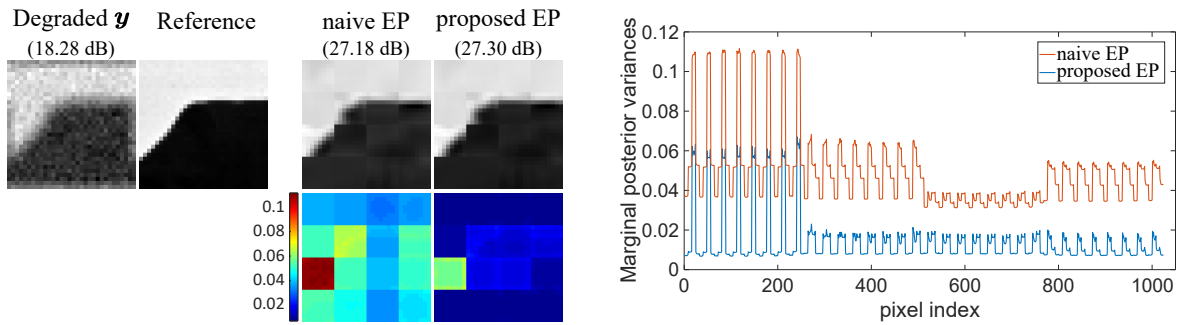 Degraded y Reference naive EP proposed EP
(18.28 dB) (27.18 dB) (27.30 dB)
0.1
0.08
0.06
0.04
0.02
Marginal posterior variances
0.12
0.1
0.08
0.06
0.04
0.02
0
naive EP
proposed EP
0 200 400 600 800 1000
pixel index